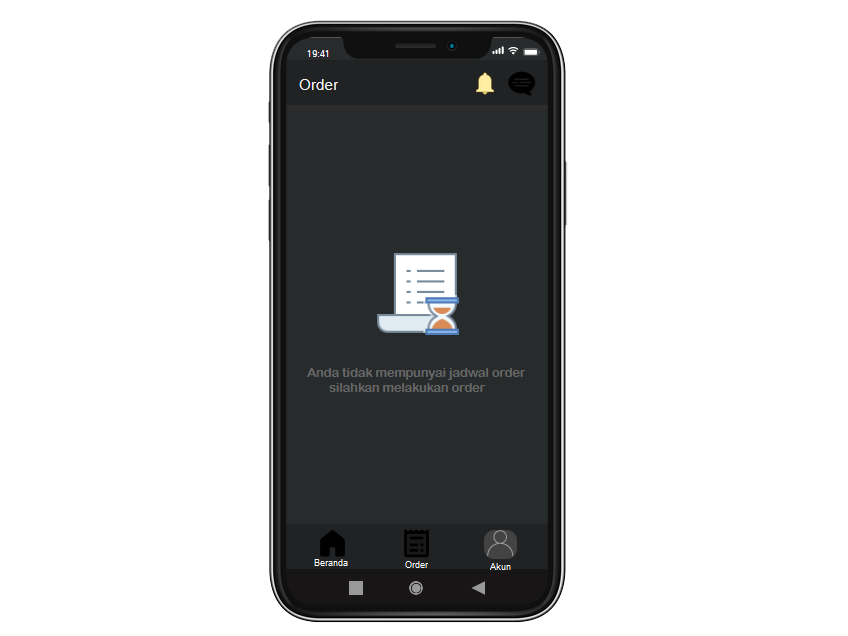 19:41
Order
Anda tidak mempunyai jadwal order
silahkan melakukan order
Beranda
Order
Akun